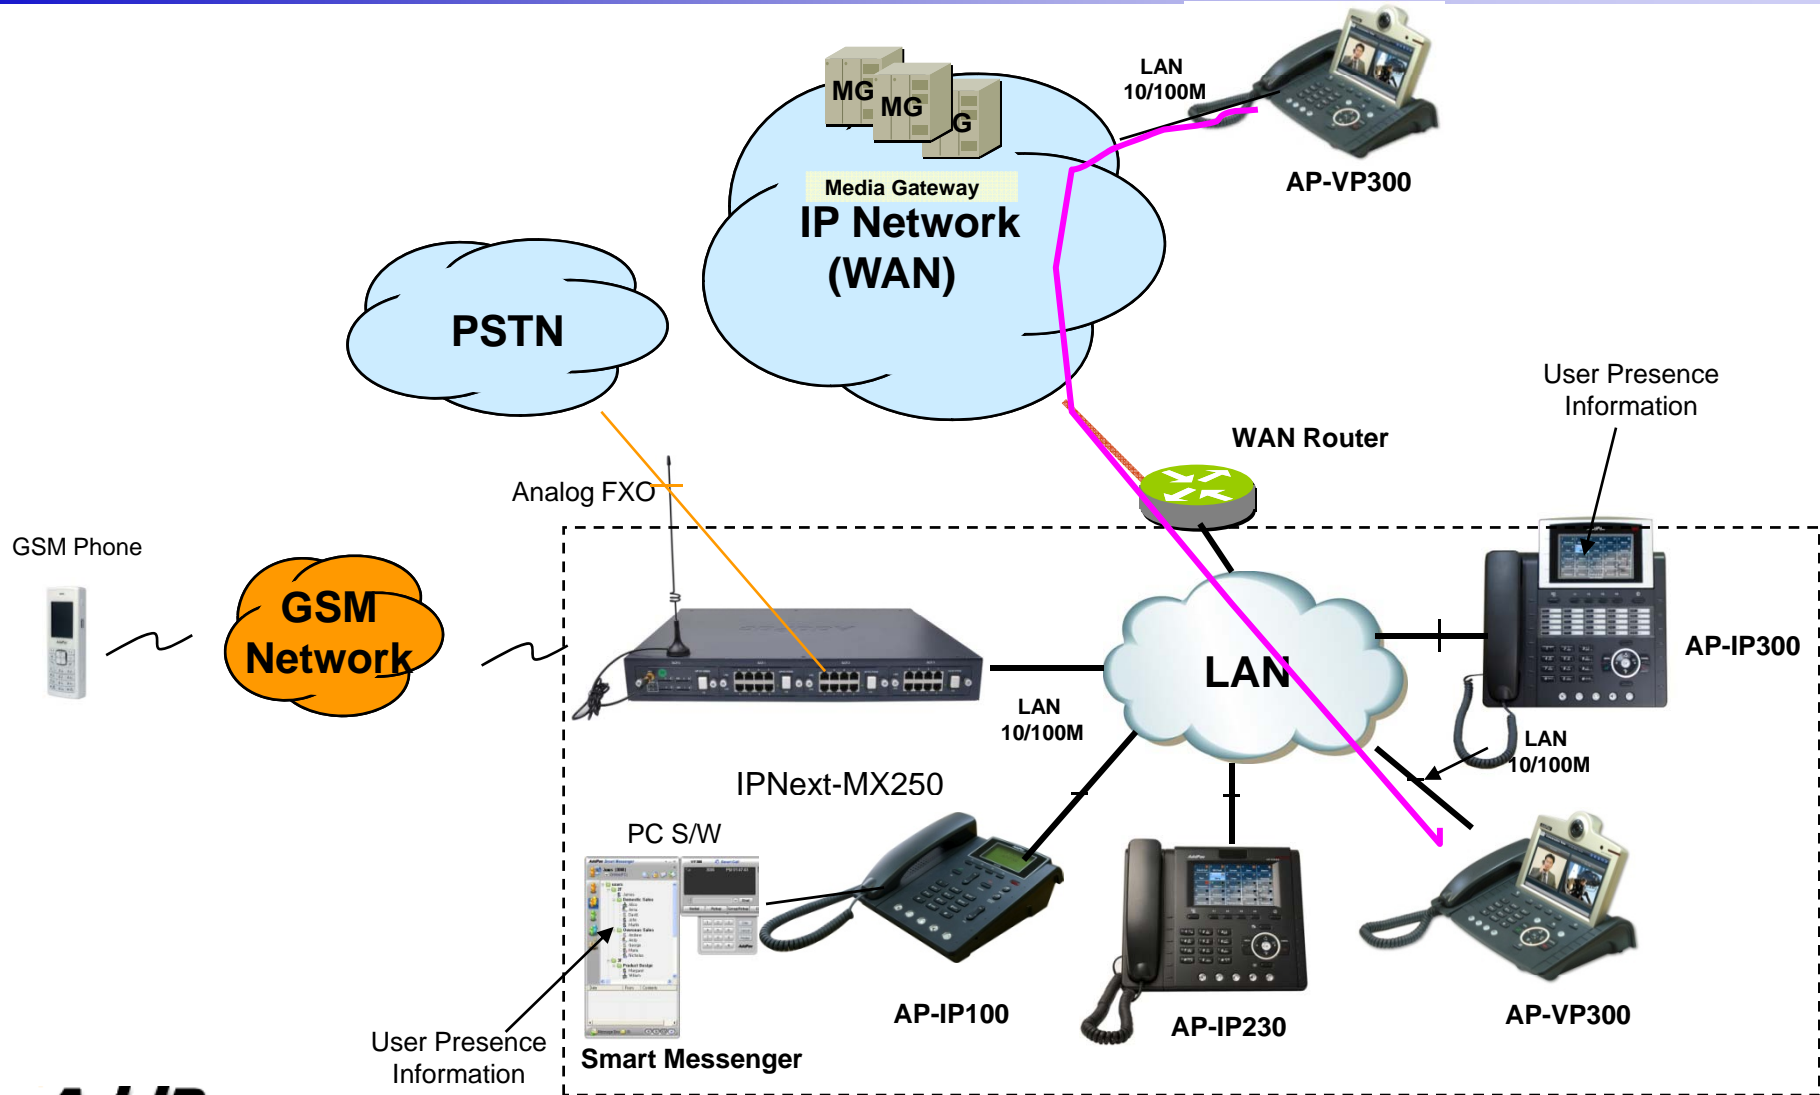 MG
MG
G
Media Gateway
IP Network
(WAN)
LAN
10/100M
AP-VP300
PSTN
User Presence
Information
WAN Router
Analog FXO
GSM Phone
GSM
Network
LAN
AP-IP300
LAN
10/100M
LAN
10/100M
IPNext-MX250
PC S/W
AP-IP100
AP-IP230
AP-VP300
User Presence
Information
Smart Messenger